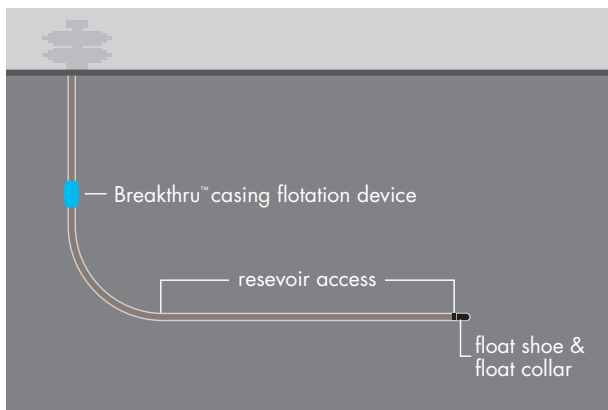 Breakthru™ casing flotation device
resevoir access
float shoe &
float collar